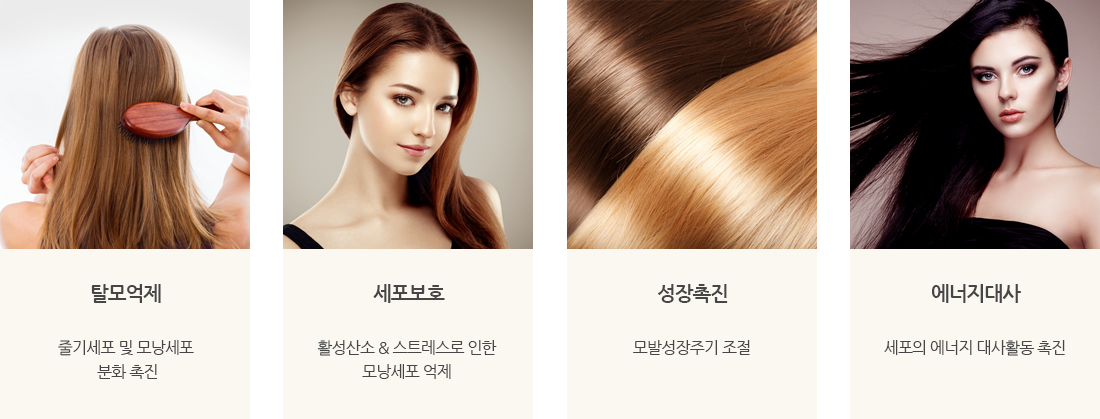 탈모억제
줄기세포 및 모낭세포
분화 촉진
세포보호
활성산소 & 스트레스로 인한
모낭세포 억제
성장촉진
모발성장주기 조절
에너지대사
세포의 에너지 대사활동 촉진